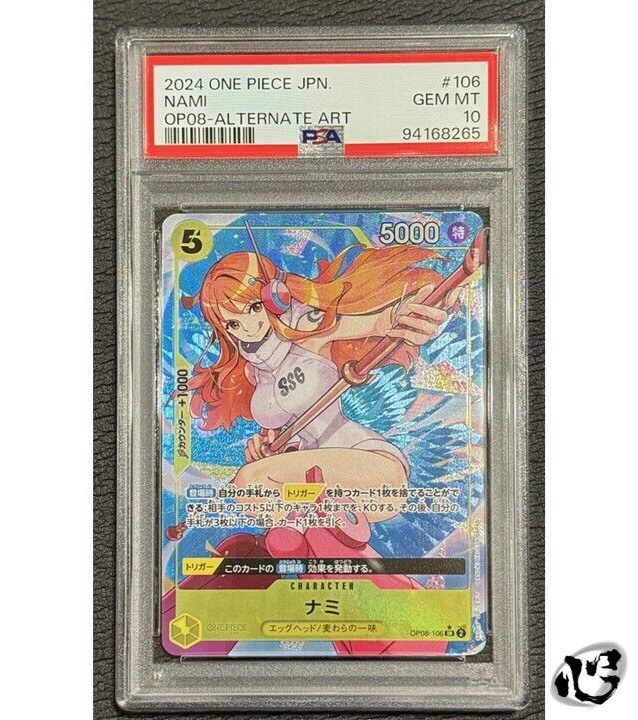 2024 ONE PIECE JPN. #106
NAMI GEM MT
OP08-ALTERNATE ART 10
PSA 94168265
5 5000 特
SSG
カウンター+1000
登場時 自分の手札から トリガー を持つカード1枚を捨てることがで
きる:相手のコスト5以下のキャラ1枚までを、KOする。その後、自分の
手札が3枚以下の場合、カード1枚を引く。
トリガー このカードの 登場時 効果を発動する。
CHARACTER
ナミ
©ONE PIECE エッグヘッド/麦わらの一味 OP08-106 SR 2
心